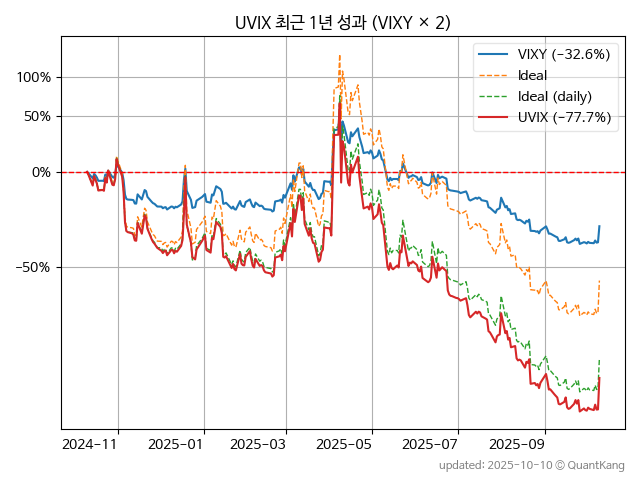 UVIX 최근 1년 성과 (VIXY × 2)
VIXY (−32.6%)
Ideal
Ideal (daily)
UVIX (−77.7%)
100%
50%
0%
−50%
2024−11
2025−01
2025−03
2025−05
2025−07
2025−09
updated: 2025-10-10 © QuantKang